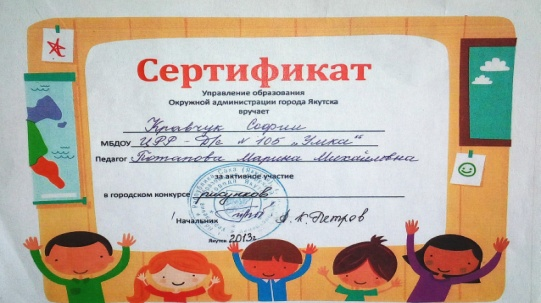 Сертификат
Управление образования
Окружной администрации города Якутска
вручает
Кравчук Софии
МБДОУ ЦРР - Д/с № 105 „Умка“
Педагог Потапова Марина Михайловна
за активное участие
в городском конкурсе рисунков
Начальник А.К. Петров
Якутск 2013г